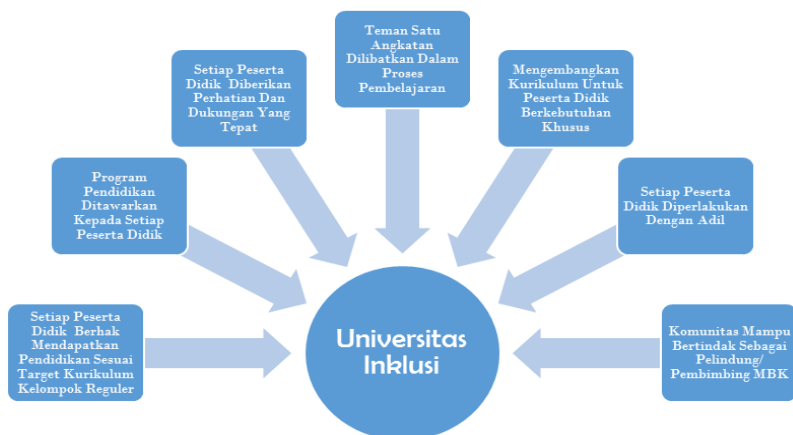 Teman Satu
Angkatan
Dilibatkan Dalam
Proses
Pembelajaran
Setiap Peserta
Didik Diberikan
Perhatian Dan
Dukungan Yang
Tepat
Mengembangkan
Kurikulum Untuk
Peserta Didik
Berkebutuhan
Khusus
Program
Pendidikan
Ditawarkan
Kepada Setiap
Peserta Didik
Setiap Peserta
Didik Diperlakukan
Dengan Adil
Setiap Peserta
Didik Berhak
Mendapatkan
Pendidikan Sesuai
Target Kurikulum
Kelompok Reguler
Universitas
Inklusi
Komunitas Mampu
Bertindak Sebagai
Pelindung/
Pembimbing MBK